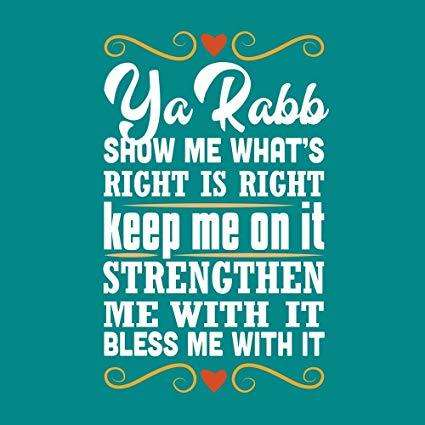 Ya Rabb
SHOW ME WHAT'S
RIGHT IS RIGHT
keep me on it
STRENGTHEN
ME WITH IT
BLESS ME WITH IT